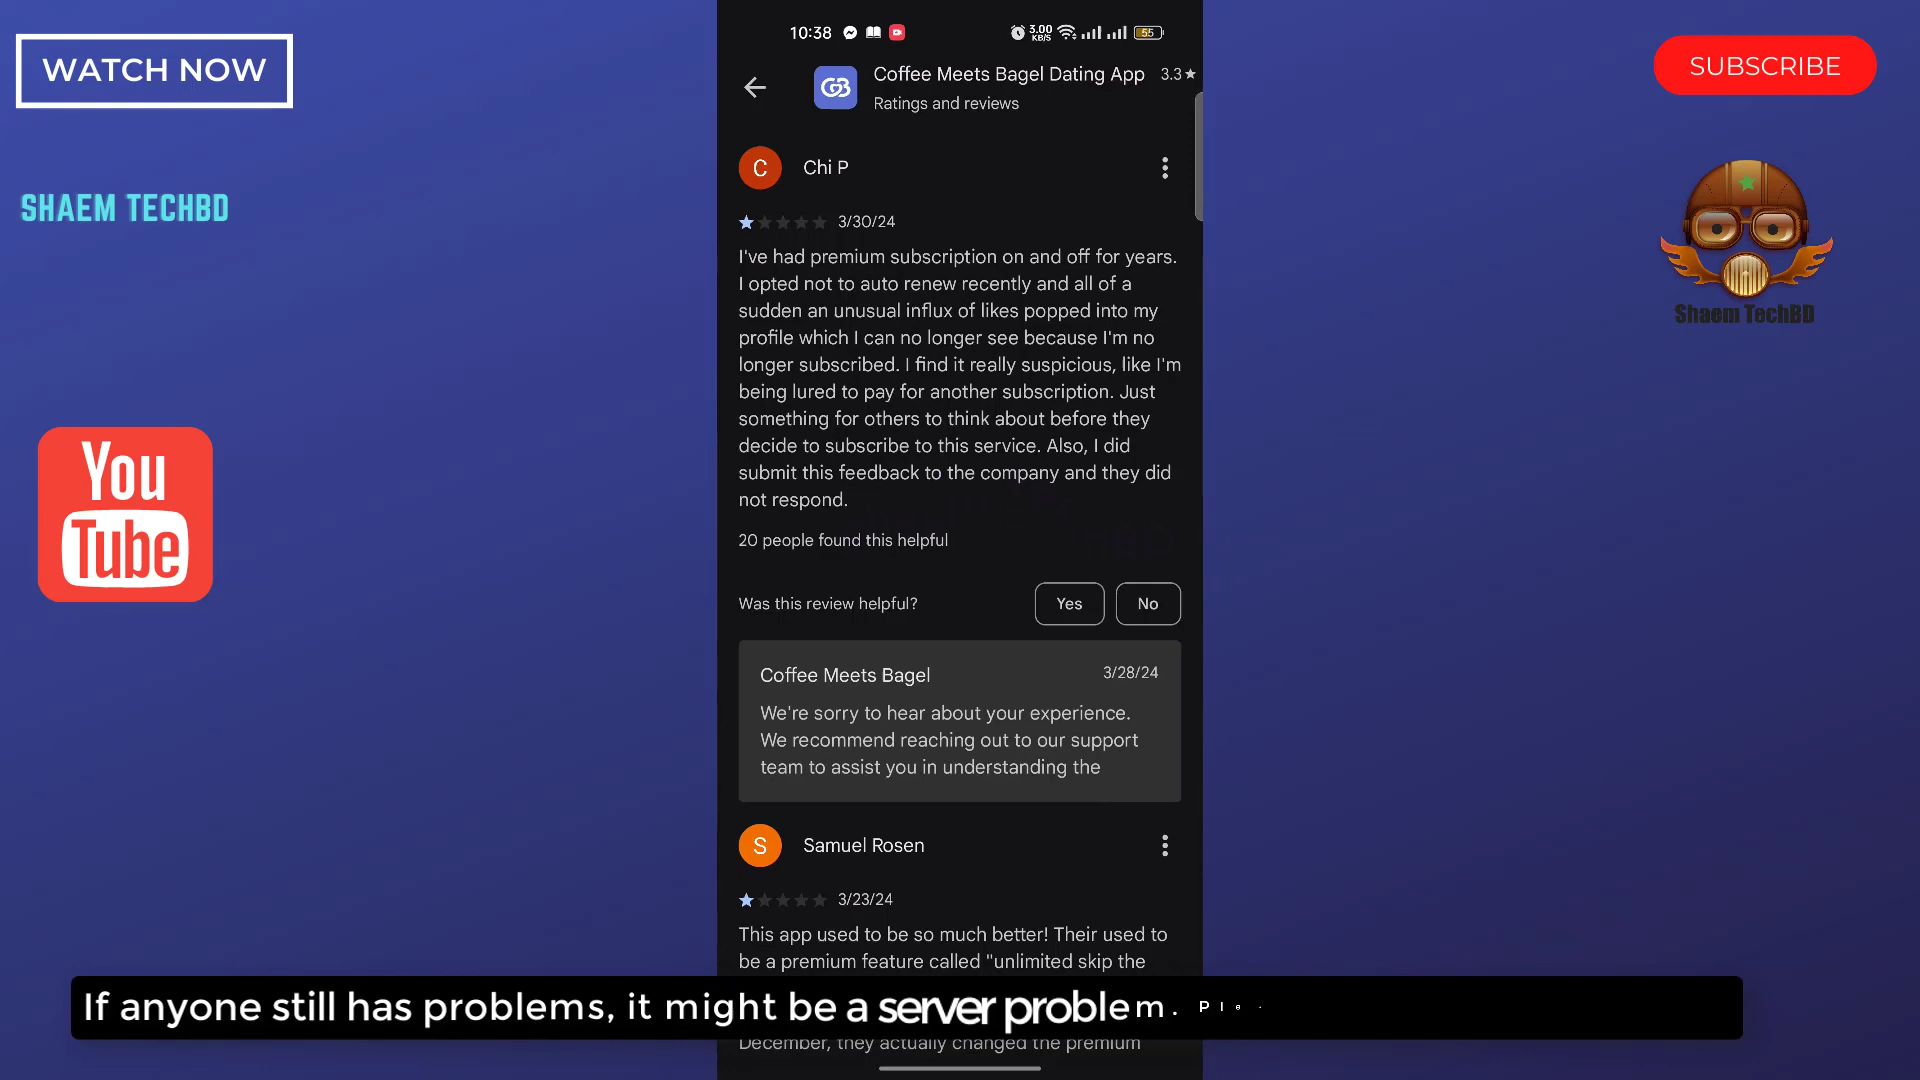 WATCH NOW
SHAEM TECHBD
You
Tube
10:38
3.00
KB/S
55
Coffee Meets Bagel Dating App 3.3★
Ratings and reviews
C Chi P
3/30/24
I've had premium subscription on and off for years.
I opted not to auto renew recently and all of a
sudden an unusual influx of likes popped into my
profile which I can no longer see because I'm no
longer subscribed. I find it really suspicious, like I'm
being lured to pay for another subscription. Just
something for others to think about before they
decide to subscribe to this service. Also, I did
submit this feedback to the company and they did
not respond.
20 people found this helpful
Was this review helpful? Yes No
Coffee Meets Bagel 3/28/24
We're sorry to hear about your experience.
We recommend reaching out to our support
team to assist you in understanding the
S Samuel Rosen
3/23/24
This app used to be so much better! Their used to
be a premium feature called "unlimited skip the
If anyone still has problems, it might be a server problem. Ple
December, they actually changed the premium
SUBSCRIBE
Shaem TechBD